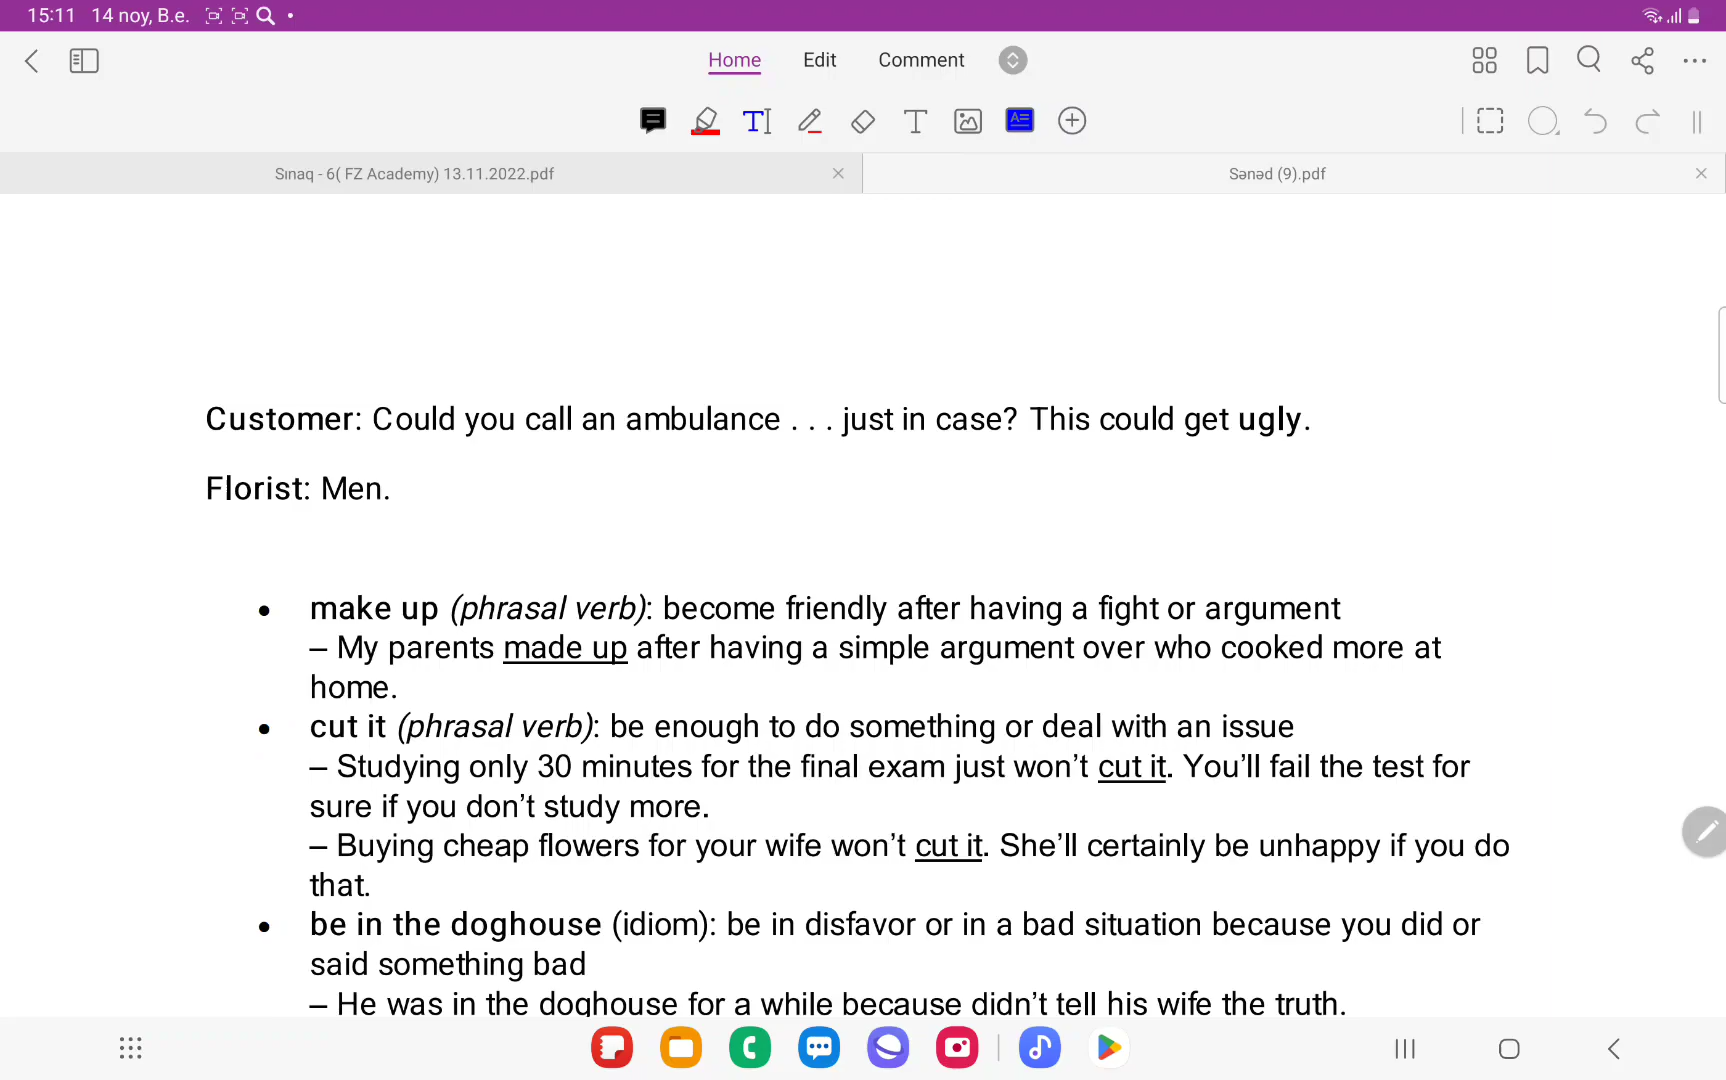 15:11 14 noy, B.e.
Home Edit Comment
Sınaq - 6( FZ Academy) 13.11.2022.pdf
Sənəd (9).pdf
Customer: Could you call an ambulance . . . just in case? This could get ugly.
Florist: Men.
• make up (phrasal verb): become friendly after having a fight or argument
– My parents made up after having a simple argument over who cooked more at
home.
• cut it (phrasal verb): be enough to do something or deal with an issue
– Studying only 30 minutes for the final exam just won’t cut it. You’ll fail the test for
sure if you don’t study more.
– Buying cheap flowers for your wife won’t cut it. She’ll certainly be unhappy if you do
that.
• be in the doghouse (idiom): be in disfavor or in a bad situation because you did or
said something bad
– He was in the doghouse for a while because didn’t tell his wife the truth.